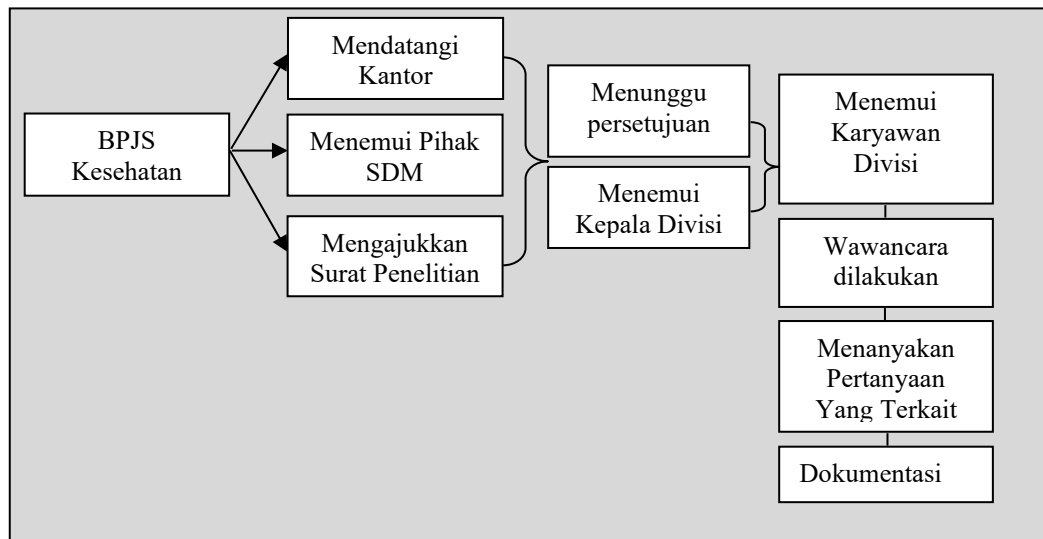 BPJS
Kesehatan
Mendatangi
Kantor
Menemui Pihak
SDM
Mengajukkan
Surat Penelitian
Menunggu
persetujuan
Menemui
Kepala Divisi
Menemui
Karyawan
Divisi
Wawancara
dilakukan
Menanyakan
Pertanyaan
Yang Terkait
Dokumentasi